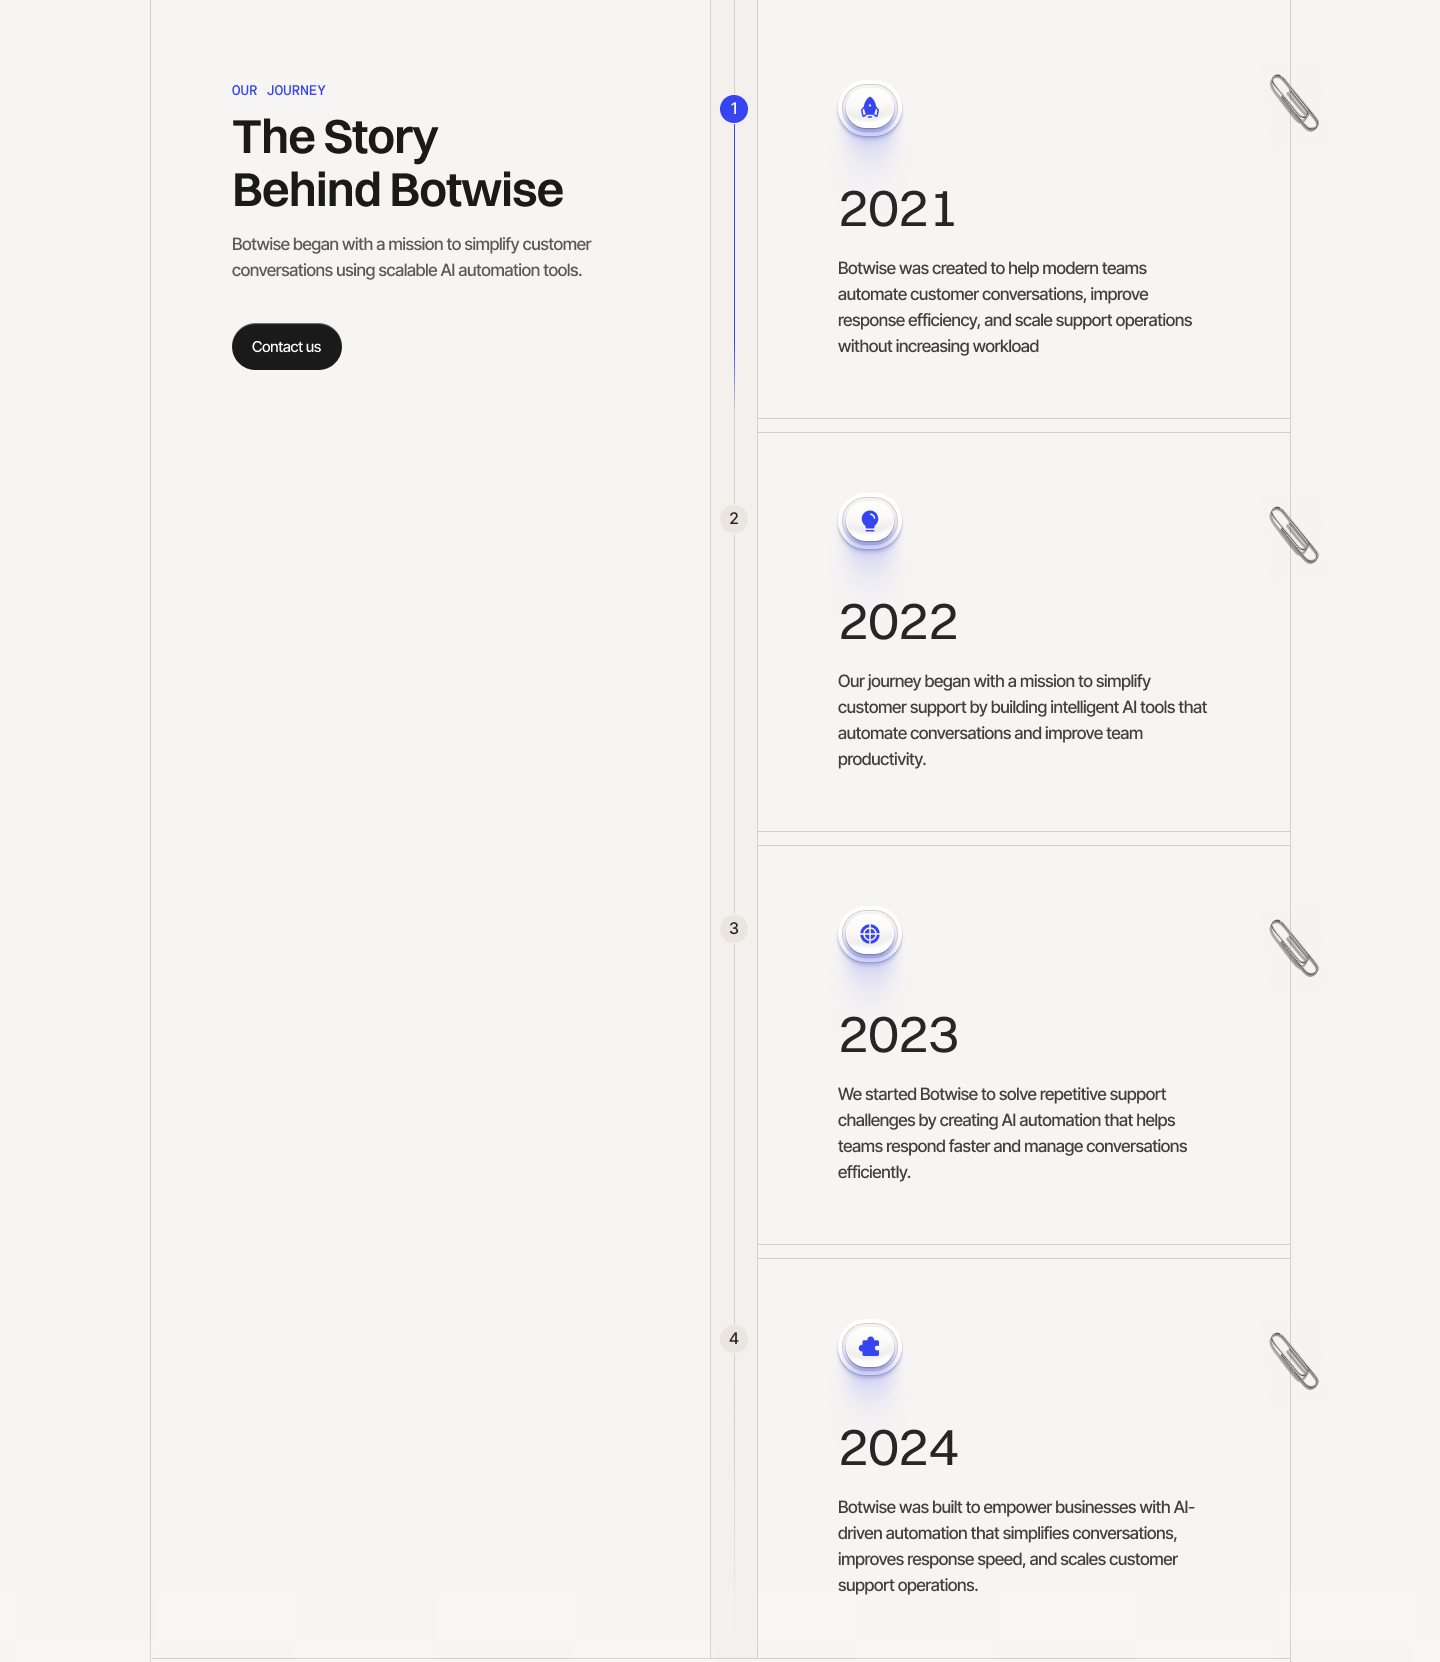 OUR JOURNEY
The Story
Behind Botwise
Botwise began with a mission to simplify customer
conversations using scalable AI automation tools.
Contact us
1
2021
Botwise was created to help modern teams
automate customer conversations, improve
response efficiency, and scale support operations
without increasing workload
2
2022
Our journey began with a mission to simplify
customer support by building intelligent AI tools that
automate conversations and improve team
productivity.
3
2023
We started Botwise to solve repetitive support
challenges by creating AI automation that helps
teams respond faster and manage conversations
efficiently.
4
2024
Botwise was built to empower businesses with AI-
driven automation that simplifies conversations,
improves response speed, and scales customer
support operations.